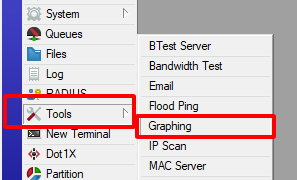 System
Queues
Files
Log
RADIUS
Tools
New Terminal
Dot1X
Partition
BTest Server
Bandwidth Test
Email
Flood Ping
Graphing
IP Scan
MAC Server